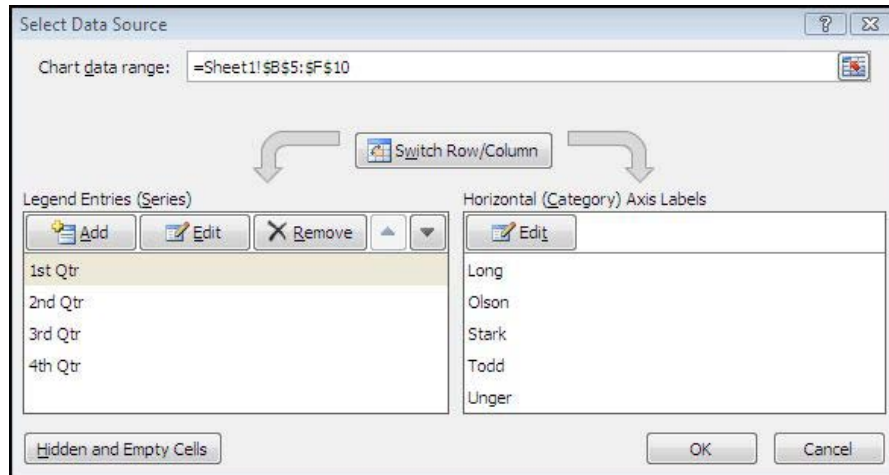 Select Data Source
Chart data range: =Sheet1!$B$5:$F$10
Switch Row/Column
Legend Entries (Series)
Add Edit Remove
1st Qtr
2nd Qtr
3rd Qtr
4th Qtr
Horizontal (Category) Axis Labels
Edit
Long
Olson
Stark
Todd
Unger
Hidden and Empty Cells
OK Cancel